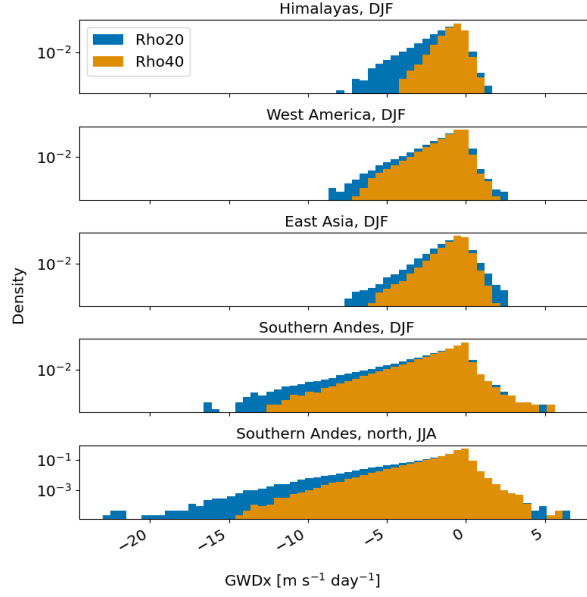 Himalayas, DJF
Rho20
Rho40
10⁻²
West America, DJF
10⁻²
East Asia, DJF
10⁻²
Density
Southern Andes, DJF
10⁻²
Southern Andes, north, JJA
10⁻¹
10⁻³
−20 −15 −10 −5 0 5
GWDx [m s⁻¹ day⁻¹]